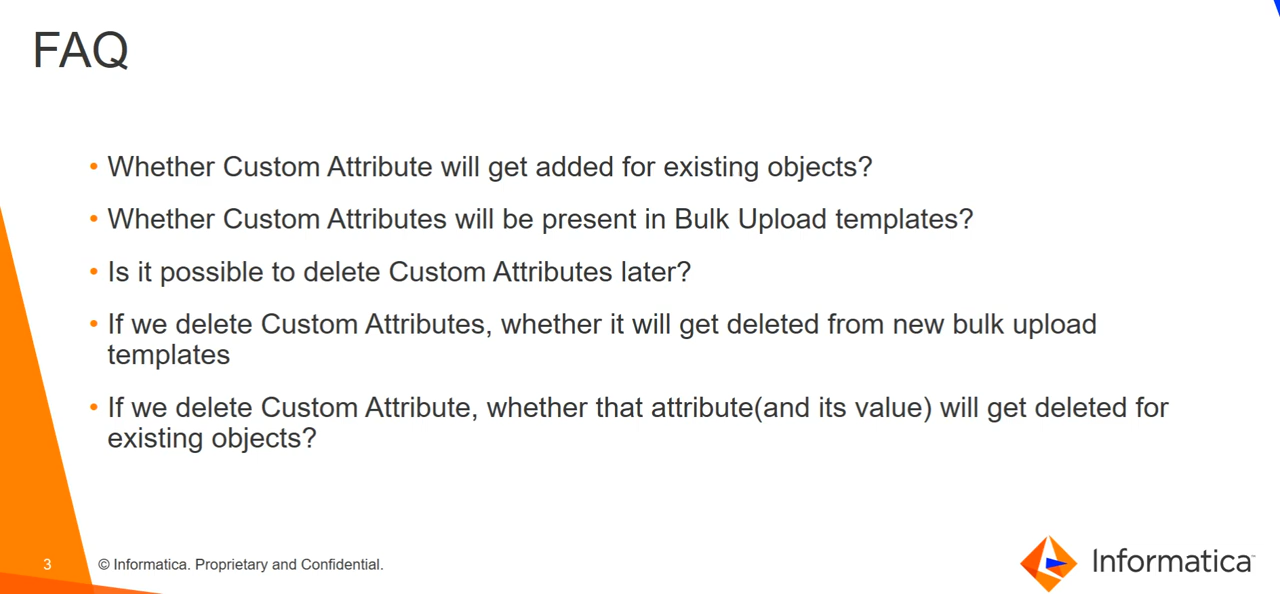 FAQ
• Whether Custom Attribute will get added for existing objects?
• Whether Custom Attributes will be present in Bulk Upload templates?
• Is it possible to delete Custom Attributes later?
• If we delete Custom Attributes, whether it will get deleted from new bulk upload
templates
• If we delete Custom Attribute, whether that attribute(and its value) will get deleted for
existing objects?
3 © Informatica. Proprietary and Confidential.
Informatica